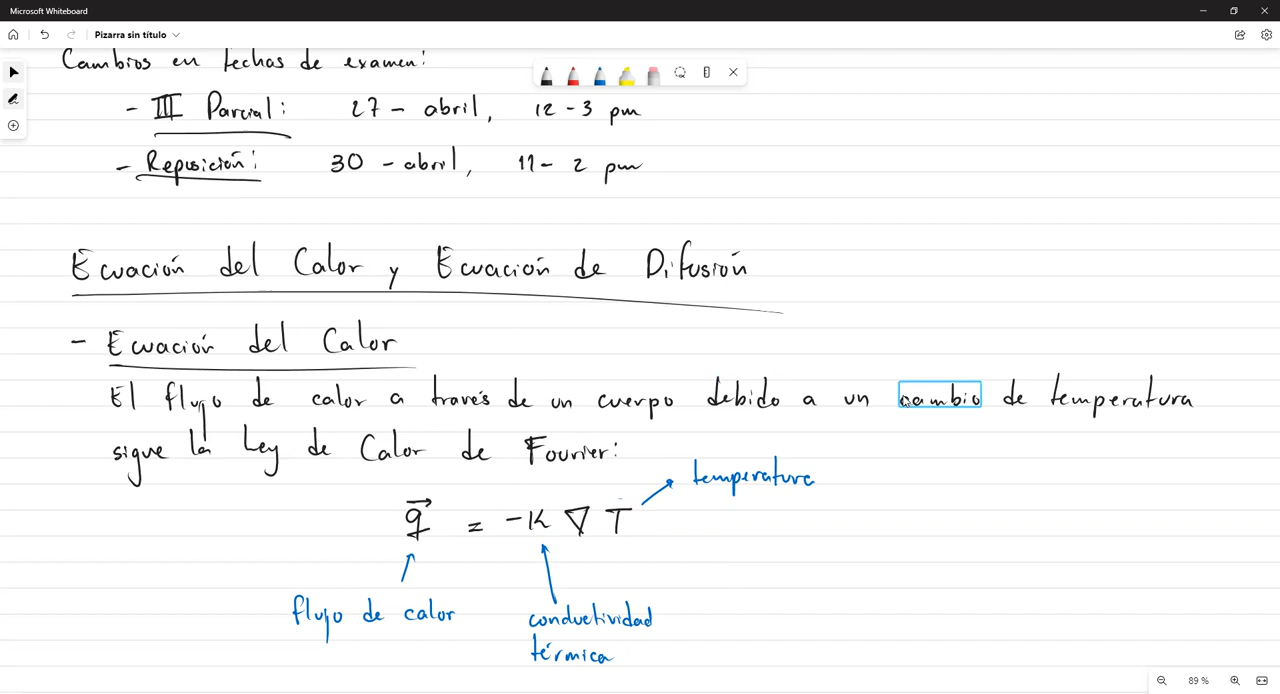 Microsoft Whiteboard
Pizarra sin título
Cambios en fechas de examen:
- III Parcial: 27 - abril, 12 - 3 pm
- Reposición: 30 - abril, 11 - 2 pm
Ecuación del Calor y Ecuación de Difusión
- Ecuación del Calor
El flujo de calor a través de un cuerpo debido a un cambio de temperatura
sigue la Ley de Calor de Fourier:
temperatura
q⃗ = -K ∇ T
flujo de calor
conductividad
térmica
89 %